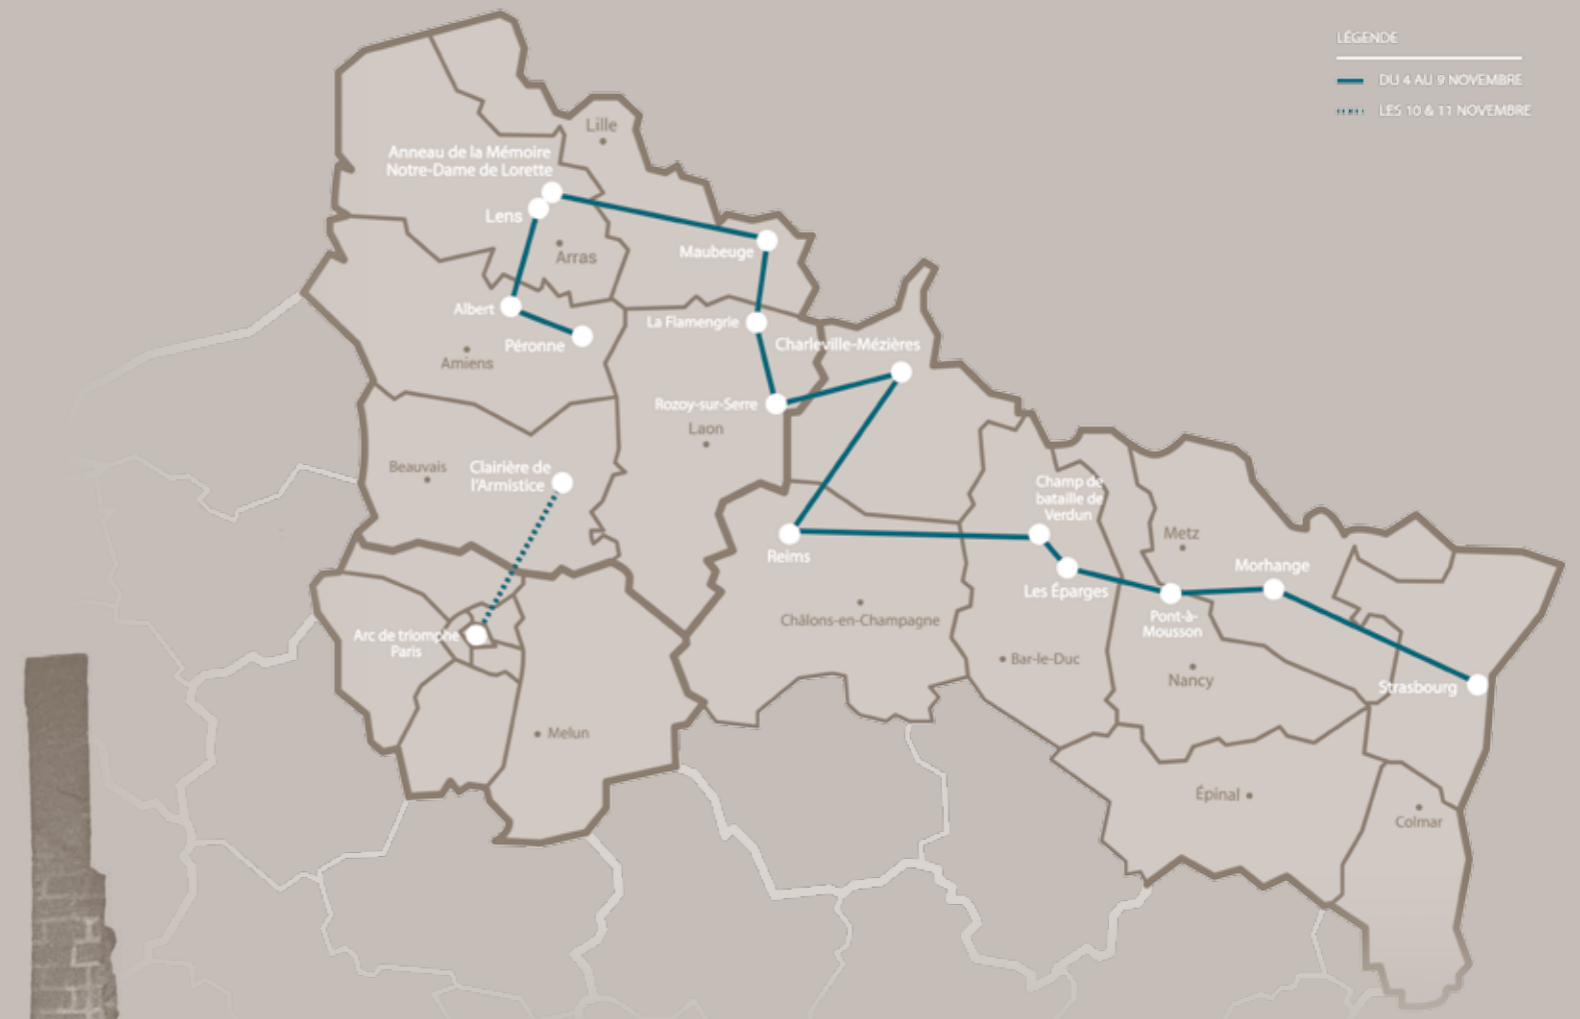 LÉGENDE
DU 4 AU 9 NOVEMBRE
LES 10 & 11 NOVEMBRE
Lille
Anneau de la Mémoire
Notre-Dame de Lorette
Lens
Arras
Maubeuge
Albert
Péronne
La Flamengrie
Amiens
Charleville-Mézières
Rozoy-sur-Serre
Laon
Beauvais
Clairière de
l'Armistice
Champ de
bataille de
Verdun
Reims
Metz
Morhange
Les Éparges
Pont-à-
Mousson
Châlons-en-Champagne
Arc de triomphe
Paris
Bar-le-Duc
Nancy
Strasbourg
Melun
Épinal
Colmar